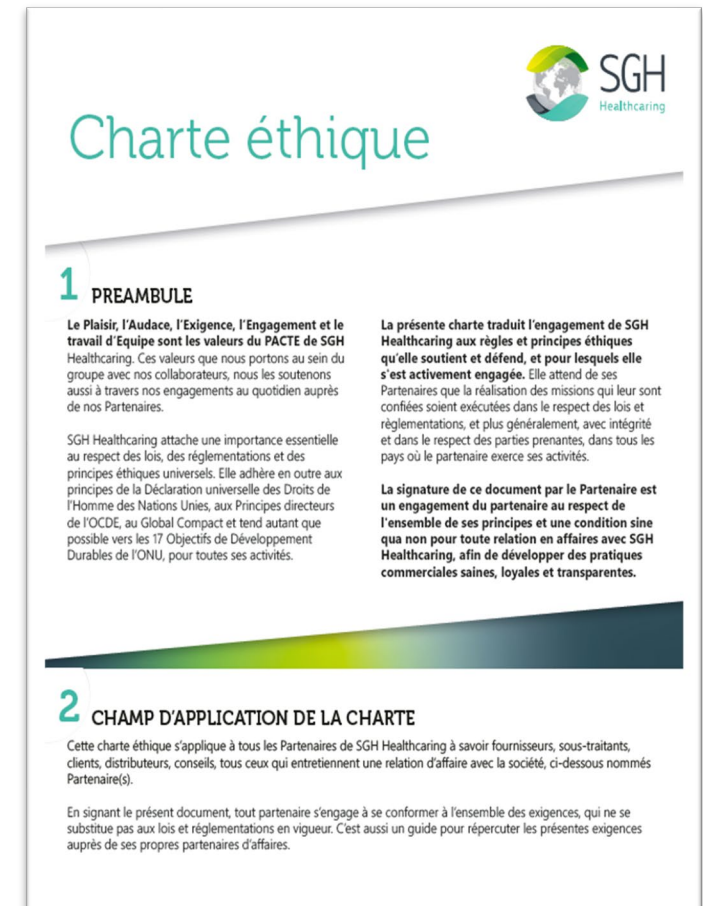 SGH
Healthcaring
Charte éthique
1 PREAMBULE
Le Plaisir, l'Audace, l'Exigence, l'Engagement et le
travail d'Equipe sont les valeurs du PACTE de SGH
Healthcaring. Ces valeurs que nous portons au sein du
groupe avec nos collaborateurs, nous les soutenons
aussi à travers nos engagements au quotidien auprès
de nos Partenaires.
SGH Healthcaring attache une importance essentielle
au respect des lois, des réglementations et des
principes éthiques universels. Elle adhère en outre aux
principes de la Déclaration universelle des Droits de
l'Homme des Nations Unies, aux Principes directeurs
de l'OCDE, au Global Compact et tend autant que
possible vers les 17 Objectifs de Développement
Durables de l'ONU, pour toutes ses activités.
La présente charte traduit l'engagement de SGH
Healthcaring aux règles et principes éthiques
qu'elle soutient et défend, et pour lesquels elle
s'est activement engagée. Elle attend de ses
Partenaires que la réalisation des missions qui leur sont
confiées soient exécutées dans le respect des lois et
règlementations, et plus généralement, avec intégrité
et dans le respect des parties prenantes, dans tous les
pays où le partenaire exerce ses activités.
La signature de ce document par le Partenaire est
un engagement du partenaire au respect de
l'ensemble de ses principes et une condition sine
qua non pour toute relation en affaires avec SGH
Healthcaring, afin de développer des pratiques
commerciales saines, loyales et transparentes.
2 CHAMP D'APPLICATION DE LA CHARTE
Cette charte éthique s'applique à tous les Partenaires de SGH Healthcaring à savoir fournisseurs, sous-traitants,
clients, distributeurs, conseils, tous ceux qui entretiennent une relation d'affaire avec la société, ci-dessous nommés
Partenaire(s).
En signant le présent document, tout partenaire s'engage à se conformer à l'ensemble des exigences, qui ne se
substitue pas aux lois et réglementations en vigueur. C'est aussi un guide pour répercuter les présentes exigences
auprès de ses propres partenaires d'affaires.